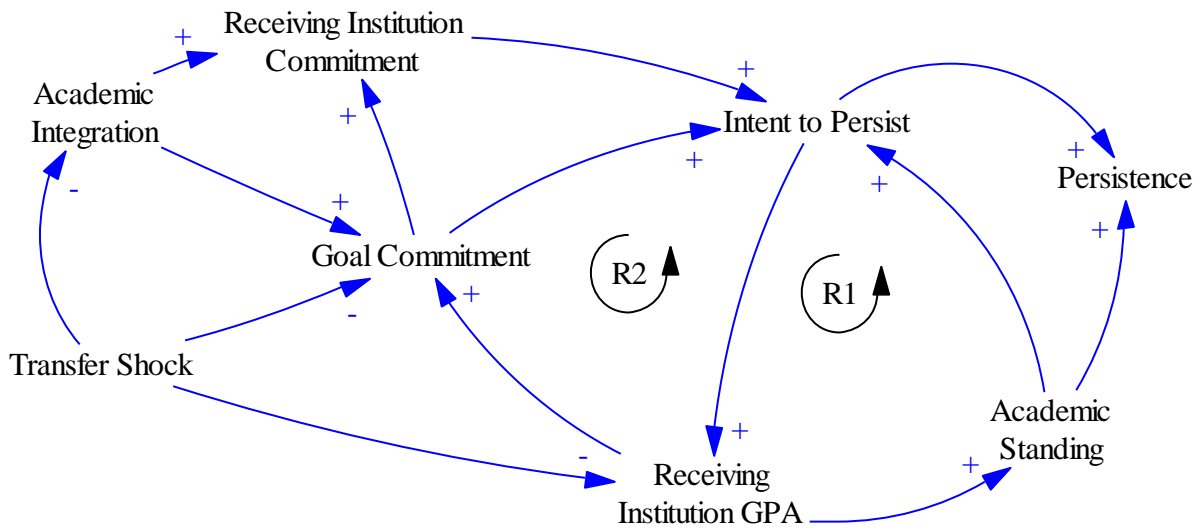 Receiving Institution
Commitment
+
+
Academic
Integration
+
Intent to Persist
+
+
+
Persistence
-
+
+
+
Goal Commitment
R2
R1
+
-
Transfer Shock
Academic
Standing
+
-
+
Receiving
Institution GPA